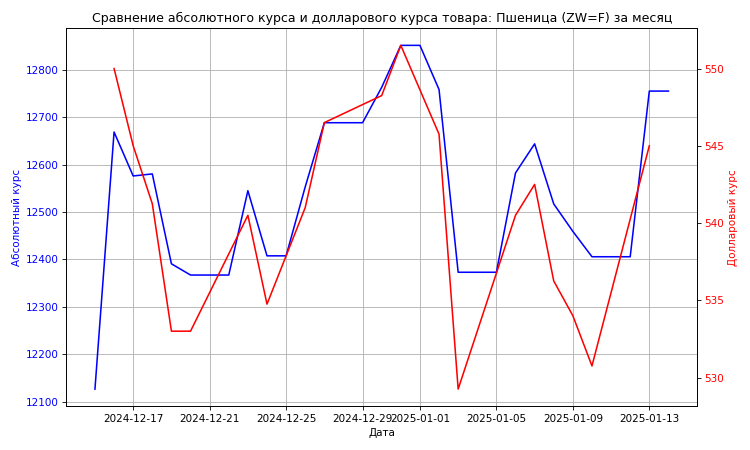 Сравнение абсолютного курса и долларового курса товара: Пшеница (ZW=F) за месяц
Абсолютный курс
12800
12700
12600
12500
12400
12300
12200
12100
550
545
540
535
530
Долларовый курс
2024-12-17 2024-12-21 2024-12-25 2024-12-29 2025-01-01 2025-01-05 2025-01-09 2025-01-13
Дата